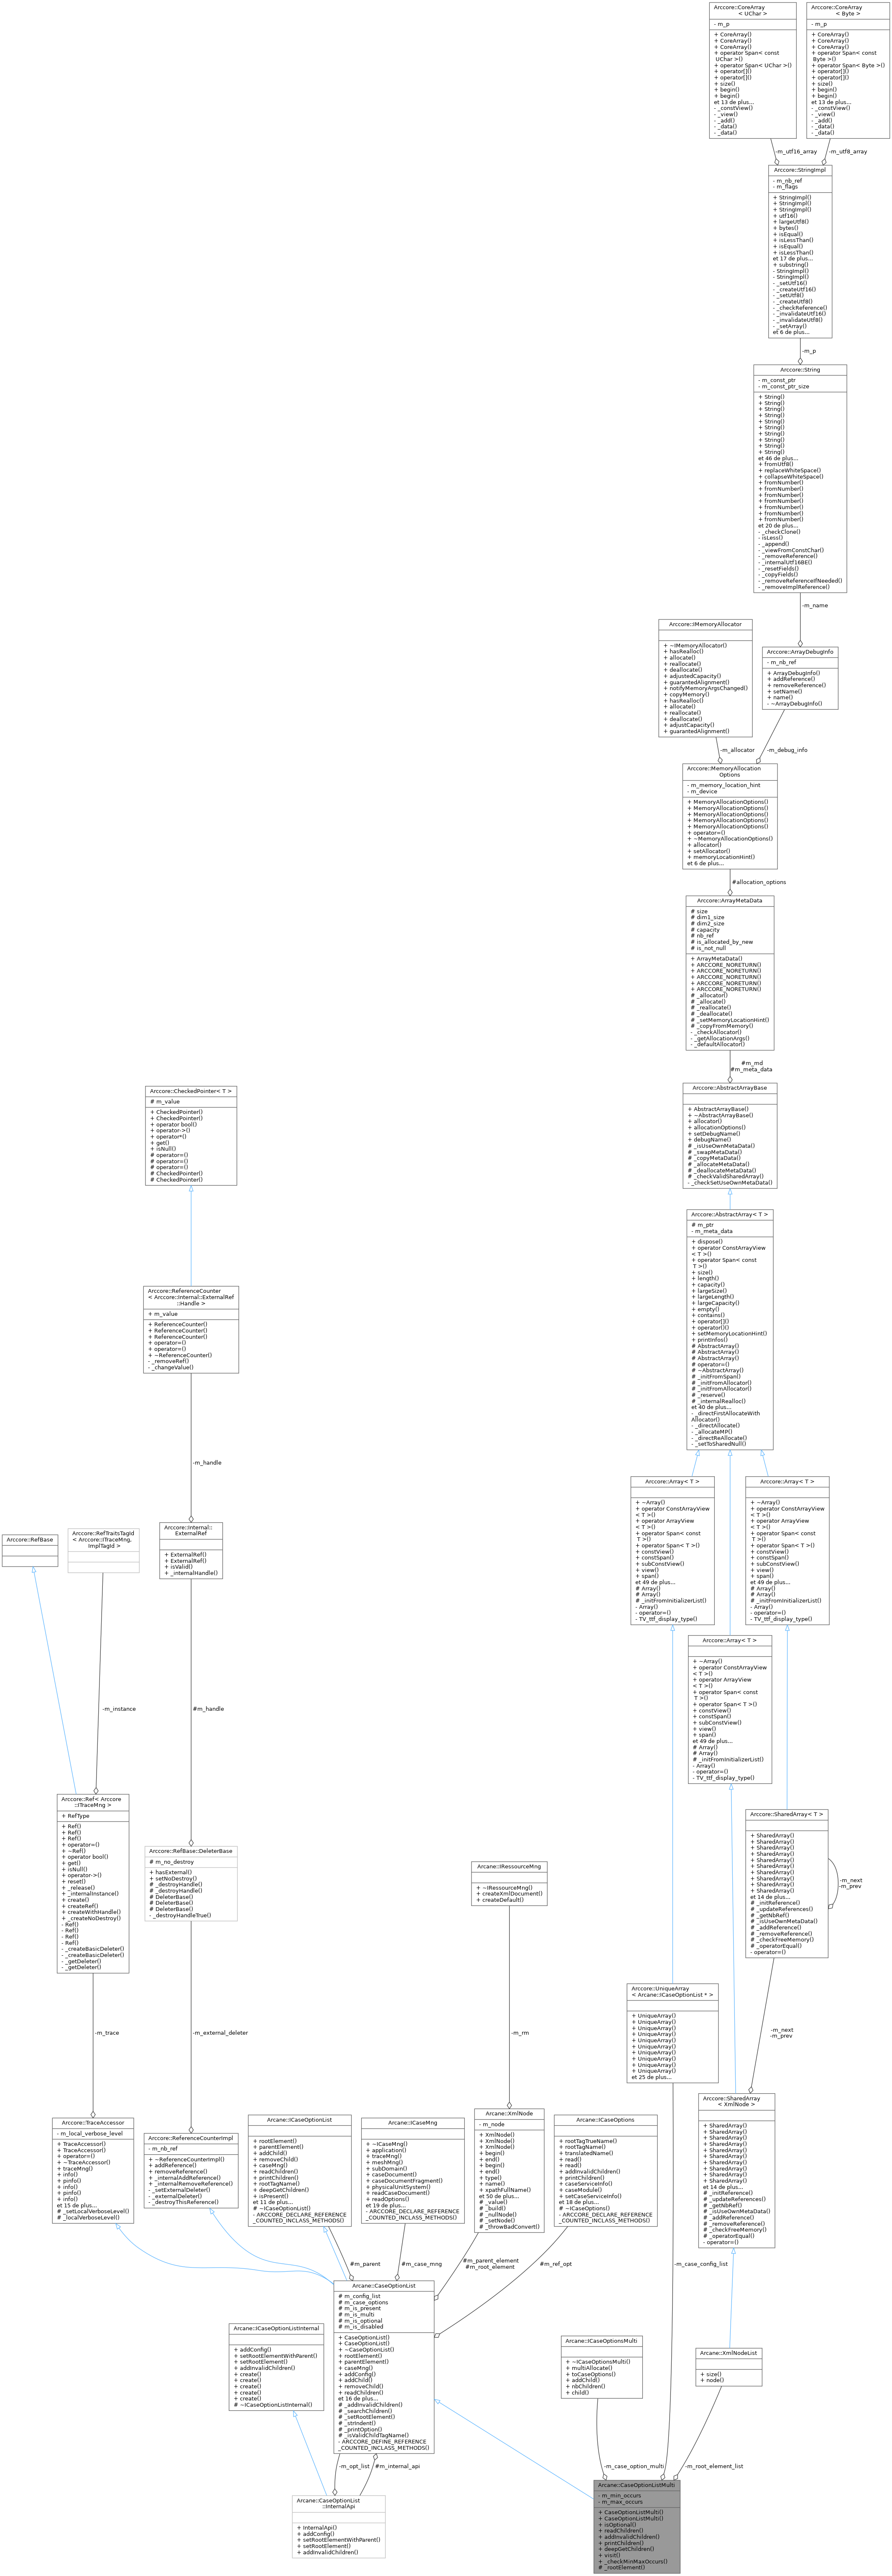 Arccore::CoreArray
< UChar >
- m_p
+ CoreArray()
+ CoreArray()
+ CoreArray()
+ operator Span< const
UChar >()
+ operator Span< UChar >()
+ operator[]()
+ operator[]()
+ size()
+ begin()
+ begin()
et 13 de plus...
- _constView()
- _view()
- _add()
- _data()
- _data()
Arccore::CoreArray
< Byte >
- m_p
+ CoreArray()
+ CoreArray()
+ CoreArray()
+ operator Span< const
Byte >()
+ operator Span< Byte >()
+ operator[]()
+ operator[]()
+ size()
+ begin()
+ begin()
et 13 de plus...
- _constView()
- _view()
- _add()
- _data()
- _data()
-m_utf16_array
-m_utf8_array
Arccore::StringImpl
- m_nb_ref
- m_flags
+ StringImpl()
+ StringImpl()
+ StringImpl()
+ utf16()
+ largeUtf8()
+ bytes()
+ isEqual()
+ isLessThan()
+ isEqual()
+ isLessThan()
et 17 de plus...
+ substring()
- StringImpl()
- StringImpl()
- _setUtf16()
- _createUtf16()
- _setUtf8()
- _createUtf8()
- _checkReference()
- _invalidateUtf16()
- _invalidateUtf8()
- _setArray()
et 6 de plus...
-m_p
Arccore::String
- m_const_ptr
- m_const_ptr_size
+ String()
+ String()
+ String()
+ String()
+ String()
+ String()
+ String()
+ String()
+ String()
+ String()
et 46 de plus...
+ fromUtf8()
+ replaceWhiteSpace()
+ collapseWhiteSpace()
+ fromNumber()
+ fromNumber()
+ fromNumber()
+ fromNumber()
+ fromNumber()
+ fromNumber()
+ fromNumber()
et 20 de plus...
- _checkClone()
- isLess()
- _append()
- _viewFromConstChar()
- _removeReference()
- _internalUtf16BE()
- _resetFields()
- _copyFields()
- _removeReferenceIfNeeded()
- _removeImplReference()
-m_name
Arccore::IMemoryAllocator
+ ~IMemoryAllocator()
+ hasRealloc()
+ allocate()
+ reallocate()
+ deallocate()
+ adjustedCapacity()
+ guarantedAlignment()
+ notifyMemoryArgsChanged()
+ copyMemory()
+ hasRealloc()
+ allocate()
+ reallocate()
+ deallocate()
+ adjustCapacity()
+ guarantedAlignment()
Arccore::ArrayDebugInfo
- m_nb_ref
+ ArrayDebugInfo()
+ addReference()
+ removeReference()
+ setName()
+ name()
- ~ArrayDebugInfo()
-m_allocator
-m_debug_info
Arccore::MemoryAllocation
Options
- m_memory_location_hint
- m_device
+ MemoryAllocationOptions()
+ MemoryAllocationOptions()
+ MemoryAllocationOptions()
+ MemoryAllocationOptions()
+ MemoryAllocationOptions()
+ operator=()
+ ~MemoryAllocationOptions()
+ allocator()
+ setAllocator()
+ memoryLocationHint()
et 6 de plus...
#allocation_options
Arccore::ArrayMetaData
# size
# dim1_size
# dim2_size
# capacity
# nb_ref
# is_allocated_by_new
# is_not_null
+ ArrayMetaData()
+ ARCCORE_NORETURN()
+ ARCCORE_NORETURN()
+ ARCCORE_NORETURN()
+ ARCCORE_NORETURN()
+ ARCCORE_NORETURN()
# _allocator()
# _allocate()
# _reallocate()
# _deallocate()
# _setMemoryLocationHint()
# _copyFromMemory()
- _checkAllocator()
- _getAllocationArgs()
- _defaultAllocator()
#m_md
#m_meta_data
Arccore::AbstractArrayBase
+ AbstractArrayBase()
+ ~AbstractArrayBase()
+ allocator()
+ allocationOptions()
+ setDebugName()
+ debugName()
# _isUseOwnMetaData()
# _swapMetaData()
# _copyMetaData()
# _allocateMetaData()
# _deallocateMetaData()
# _checkValidSharedArray()
- _checkSetUseOwnMetaData()
Arccore::AbstractArray< T >
# m_ptr
- m_meta_data
+ dispose()
+ operator ConstArrayView
< T >()
+ operator Span< const
T >()
+ size()
+ length()
+ capacity()
+ largeSize()
+ largeLength()
+ largeCapacity()
+ empty()
+ contains()
+ operator[]()
+ operator()()
+ setMemoryLocationHint()
+ printInfos()
# AbstractArray()
# AbstractArray()
# AbstractArray()
# operator=()
# ~AbstractArray()
# _initFromSpan()
# _initFromAllocator()
# _initFromAllocator()
# _reserve()
# _internalRealloc()
et 40 de plus...
- _directFirstAllocateWith
Allocator()
- _directAllocate()
- _allocateMP()
- _directReAllocate()
- _setToSharedNull()
Arccore::CheckedPointer< T >
# m_value
+ CheckedPointer()
+ CheckedPointer()
+ operator bool()
+ operator->()
+ operator*()
+ get()
+ isNull()
# operator=()
# operator=()
# operator=()
# CheckedPointer()
# CheckedPointer()
Arccore::ReferenceCounter
< Arccore::Internal::ExternalRef
::Handle >
+ m_value
+ ReferenceCounter()
+ ReferenceCounter()
+ ReferenceCounter()
+ operator=()
+ operator=()
+ ~ReferenceCounter()
- _removeRef()
- _changeValue()
-m_handle
Arccore::Array< T >
+ ~Array()
+ operator ConstArrayView
< T >()
+ operator ArrayView
< T >()
+ operator Span< const
T >()
+ operator Span< T >()
+ constView()
+ constSpan()
+ subConstView()
+ view()
+ span()
et 49 de plus...
# Array()
# Array()
# _initFromInitializerList()
- Array()
- operator=()
- TV_ttf_display_type()
Arccore::Array< T >
+ ~Array()
+ operator ConstArrayView
< T >()
+ operator ArrayView
< T >()
+ operator Span< const
T >()
+ operator Span< T >()
+ constView()
+ constSpan()
+ subConstView()
+ view()
+ span()
et 49 de plus...
# Array()
# Array()
# _initFromInitializerList()
- Array()
- operator=()
- TV_ttf_display_type()
Arccore::RefBase
Arccore::RefTraitsTagId
< Arccore::ITraceMng,
ImplTagId >
Arccore::Internal::
ExternalRef
+ ExternalRef()
+ ExternalRef()
+ isValid()
+ _internalHandle()
Arccore::Array< T >
+ ~Array()
+ operator ConstArrayView
< T >()
+ operator ArrayView
< T >()
+ operator Span< const
T >()
+ operator Span< T >()
+ constView()
+ constSpan()
+ subConstView()
+ view()
+ span()
et 49 de plus...
# Array()
# Array()
# _initFromInitializerList()
- Array()
- operator=()
- TV_ttf_display_type()
-m_instance
#m_handle
Arccore::Ref< Arccore
::ITraceMng >
+ RefType
+ Ref()
+ Ref()
+ Ref()
+ operator=()
+ ~Ref()
+ operator bool()
+ get()
+ isNull()
+ operator->()
+ reset()
+ _release()
+ _internalInstance()
+ create()
+ createRef()
+ createWithHandle()
+ _createNoDestroy()
- Ref()
- Ref()
- Ref()
- Ref()
- _createBasicDeleter()
- _createBasicDeleter()
- _getDeleter()
- _getDeleter()
Arccore::RefBase::DeleterBase
# m_no_destroy
+ hasExternal()
+ setNoDestroy()
# _destroyHandle()
# _destroyHandle()
# DeleterBase()
# DeleterBase()
# DeleterBase()
- _destroyHandleTrue()
Arccore::SharedArray< T >
+ SharedArray()
+ SharedArray()
+ SharedArray()
+ SharedArray()
+ SharedArray()
+ SharedArray()
+ SharedArray()
+ SharedArray()
+ SharedArray()
+ SharedArray()
et 14 de plus...
# _initReference()
# _updateReferences()
# _getNbRef()
# _isUseOwnMetaData()
# _addReference()
# _removeReference()
# _checkFreeMemory()
# _operatorEqual()
- operator=()
-m_next
-m_prev
Arcane::IRessourceMng
+ ~IRessourceMng()
+ createXmlDocument()
+ createDefault()
Arccore::UniqueArray
< Arcane::ICaseOptionList * >
+ UniqueArray()
+ UniqueArray()
+ UniqueArray()
+ UniqueArray()
+ UniqueArray()
+ UniqueArray()
+ UniqueArray()
+ UniqueArray()
+ UniqueArray()
+ UniqueArray()
et 25 de plus...
-m_trace
-m_external_deleter
-m_rm
-m_next
-m_prev
Arccore::TraceAccessor
- m_local_verbose_level
+ TraceAccessor()
+ TraceAccessor()
+ operator=()
+ ~TraceAccessor()
+ traceMng()
+ info()
+ pinfo()
+ info()
+ pinfo()
+ info()
et 15 de plus...
# _setLocalVerboseLevel()
# _localVerboseLevel()
Arccore::ReferenceCounterImpl
- m_nb_ref
+ ~ReferenceCounterImpl()
+ addReference()
+ removeReference()
+ _internalAddReference()
+ _internalRemoveReference()
- _setExternalDeleter()
- _externalDeleter()
- _destroyThisReference()
Arcane::ICaseOptionList
+ rootElement()
+ parentElement()
+ addChild()
+ removeChild()
+ caseMng()
+ readChildren()
+ printChildren()
+ rootTagName()
+ deepGetChildren()
+ isPresent()
et 11 de plus...
# ~ICaseOptionList()
- ARCCORE_DECLARE_REFERENCE
_COUNTED_INCLASS_METHODS()
Arcane::ICaseMng
+ ~ICaseMng()
+ application()
+ traceMng()
+ meshMng()
+ subDomain()
+ caseDocument()
+ caseDocumentFragment()
+ physicalUnitSystem()
+ readCaseDocument()
+ readOptions()
et 19 de plus...
- ARCCORE_DECLARE_REFERENCE
_COUNTED_INCLASS_METHODS()
Arcane::XmlNode
- m_node
+ XmlNode()
+ XmlNode()
+ XmlNode()
+ begin()
+ end()
+ begin()
+ end()
+ type()
+ name()
+ xpathFullName()
et 50 de plus...
# _value()
# _build()
# _nullNode()
# _setNode()
# _throwBadConvert()
Arcane::ICaseOptions
+ rootTagTrueName()
+ rootTagName()
+ translatedName()
+ read()
+ read()
+ addInvalidChildren()
+ printChildren()
+ caseServiceInfo()
+ caseModule()
+ setCaseServiceInfo()
et 18 de plus...
# ~ICaseOptions()
- ARCCORE_DECLARE_REFERENCE
_COUNTED_INCLASS_METHODS()
Arccore::SharedArray
< XmlNode >
+ SharedArray()
+ SharedArray()
+ SharedArray()
+ SharedArray()
+ SharedArray()
+ SharedArray()
+ SharedArray()
+ SharedArray()
+ SharedArray()
+ SharedArray()
et 14 de plus...
# _initReference()
# _updateReferences()
# _getNbRef()
# _isUseOwnMetaData()
# _addReference()
# _removeReference()
# _checkFreeMemory()
# _operatorEqual()
- operator=()
#m_parent
#m_case_mng
#m_parent_element
#m_root_element
#m_ref_opt
-m_case_config_list
Arcane::CaseOptionList
# m_config_list
# m_case_options
# m_is_present
# m_is_multi
# m_is_optional
# m_is_disabled
+ CaseOptionList()
+ CaseOptionList()
+ ~CaseOptionList()
+ rootElement()
+ parentElement()
+ caseMng()
+ addConfig()
+ addChild()
+ removeChild()
+ readChildren()
et 16 de plus...
# _addInvalidChildren()
# _searchChildren()
# _setRootElement()
# _strIndent()
# _printOption()
# _isValidChildTagName()
- ARCCORE_DEFINE_REFERENCE
_COUNTED_INCLASS_METHODS()
Arcane::ICaseOptionListInternal
+ addConfig()
+ setRootElementWithParent()
+ setRootElement()
+ addInvalidChildren()
+ create()
+ create()
+ create()
+ create()
+ create()
# ~ICaseOptionListInternal()
Arcane::ICaseOptionsMulti
+ ~ICaseOptionsMulti()
+ multiAllocate()
+ toCaseOptions()
+ addChild()
+ nbChildren()
+ child()
Arcane::XmlNodeList
+ size()
+ node()
-m_opt_list
#m_internal_api
-m_case_option_multi
-m_root_element_list
Arcane::CaseOptionList
::InternalApi
+ InternalApi()
+ addConfig()
+ setRootElementWithParent()
+ setRootElement()
+ addInvalidChildren()
Arcane::CaseOptionListMulti
- m_min_occurs
- m_max_occurs
+ CaseOptionListMulti()
+ CaseOptionListMulti()
+ isOptional()
+ readChildren()
+ addInvalidChildren()
+ printChildren()
+ deepGetChildren()
+ visit()
+ _checkMinMaxOccurs()
# _rootElement()